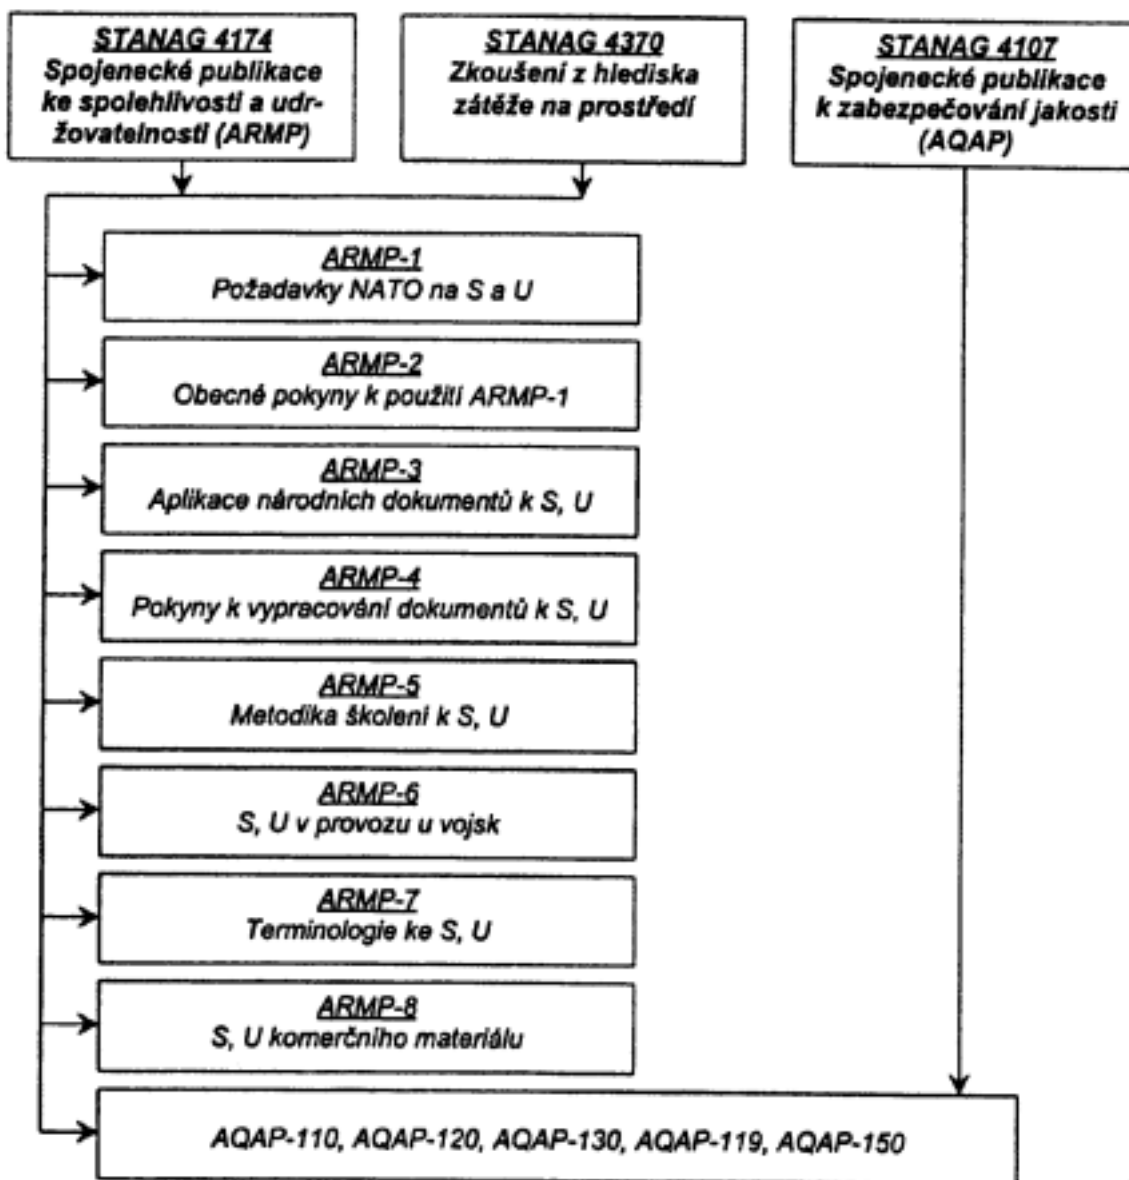 STANAG 4174
Spojenecké publikace
ke spolehlivosti a udr-
žovatelnosti (ARMP)
STANAG 4370
Zkoušení z hlediska
zátěže na prostředí
STANAG 4107
Spojenecké publikace
k zabezpečování jakosti
(AQAP)
ARMP-1
Požadavky NATO na S a U
ARMP-2
Obecné pokyny k použití ARMP-1
ARMP-3
Aplikace národních dokumentů k S, U
ARMP-4
Pokyny k vypracování dokumentů k S, U
ARMP-5
Metodika školení k S, U
ARMP-6
S, U v provozu u vojsk
ARMP-7
Terminologie ke S, U
ARMP-8
S, U komerčního materiálu
AQAP-110, AQAP-120, AQAP-130, AQAP-119, AQAP-150